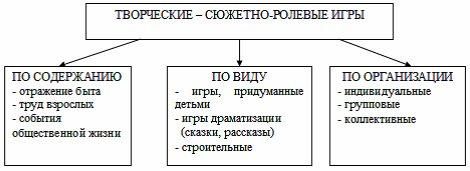 ТВОРЧЕСКИЕ – СЮЖЕТНО-РОЛЕВЫЕ ИГРЫ
ПО СОДЕРЖАНИЮ
- отражение быта
- труд взрослых
- события
общественной жизни
ПО ВИДУ
- игры, придуманные
детьми
- игры драматизации
(сказки, рассказы)
- строительные
ПО ОРГАНИЗАЦИИ
- индивидуальные
- групповые
- коллективные